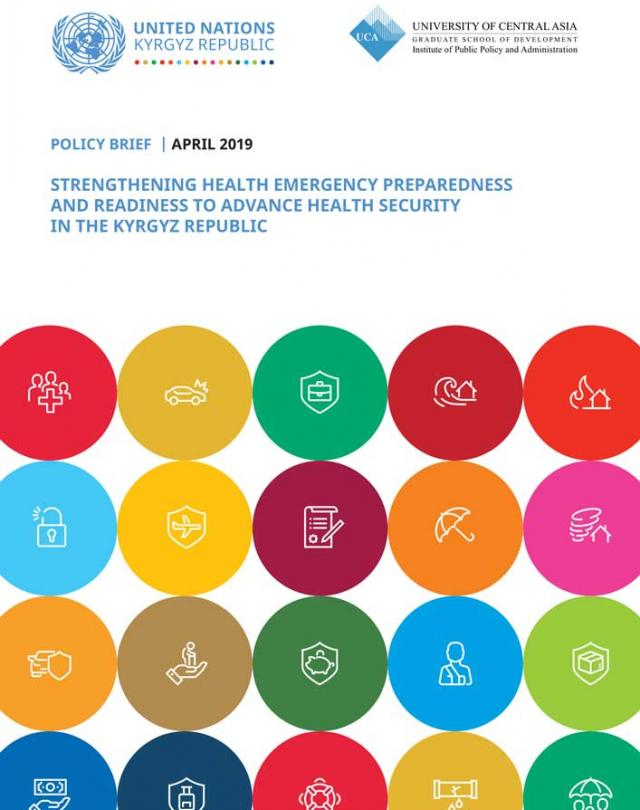 UNITED NATIONS
KYRGYZ REPUBLIC
UCA
UNIVERSITY OF CENTRAL ASIA
GRADUATE SCHOOL OF DEVELOPMENT
Institute of Public Policy and Administration
POLICY BRIEF | APRIL 2019
STRENGTHENING HEALTH EMERGENCY PREPAREDNESS
AND READINESS TO ADVANCE HEALTH SECURITY
IN THE KYRGYZ REPUBLIC